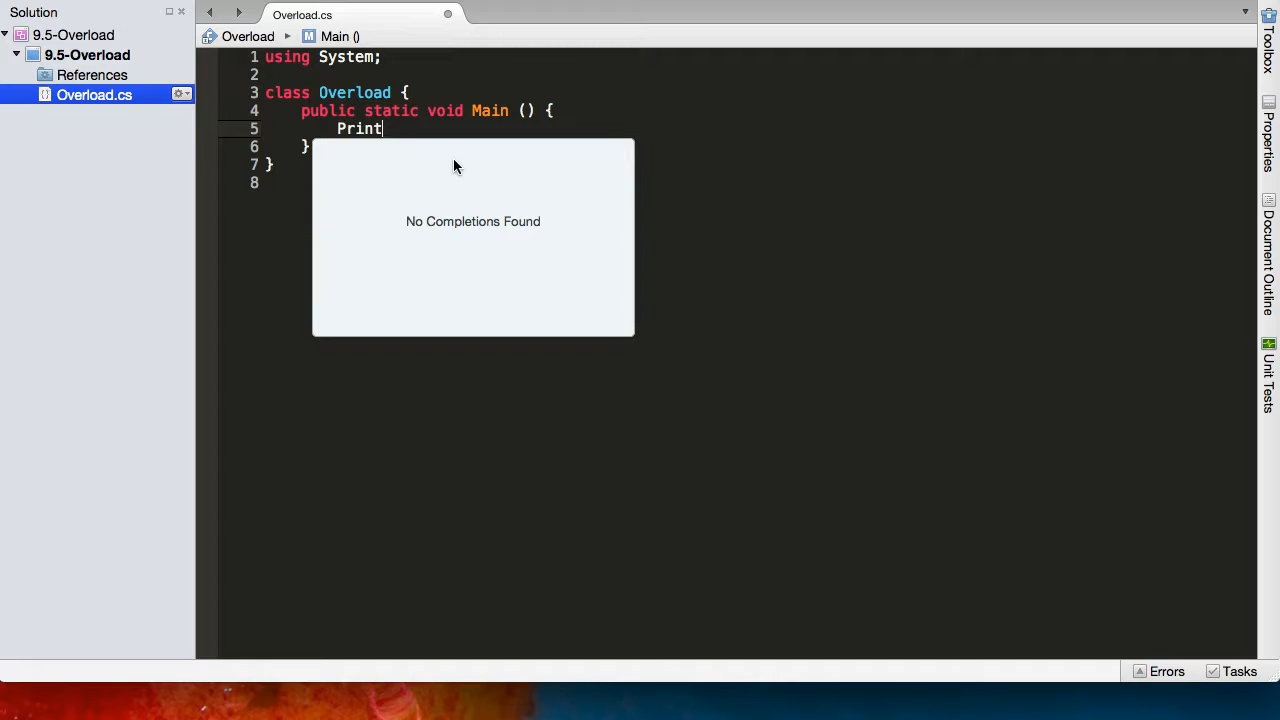 Solution
9.5-Overload
9.5-Overload
References
Overload.cs
Overload.cs
Overload
M Main ()
1 using System;
2
3 class Overload {
4 public static void Main () {
5 Print
6 }
7 }
8
No Completions Found
Toolbox
Properties
Document Outline
Unit Tests
Errors
Tasks